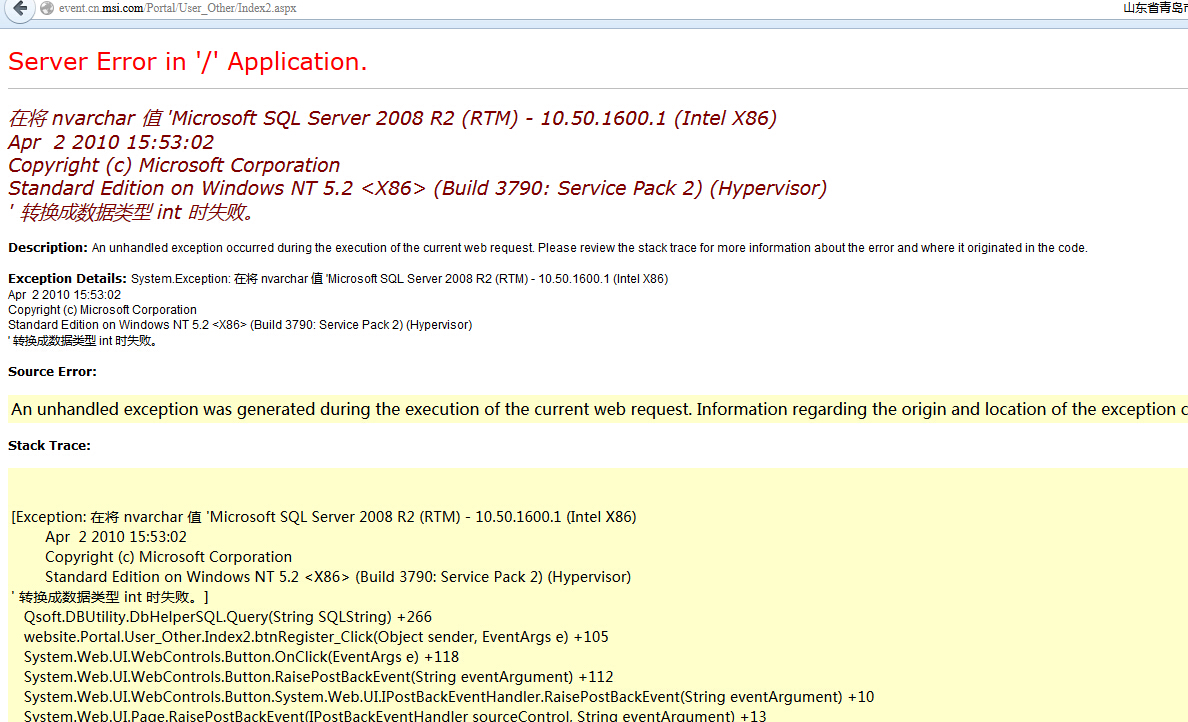 event.cn.msi.com/Portal/User_Other/Index2.aspx 山东省青岛市
Server Error in '/' Application.
在将 nvarchar 值 'Microsoft SQL Server 2008 R2 (RTM) - 10.50.1600.1 (Intel X86)
Apr 2 2010 15:53:02
Copyright (c) Microsoft Corporation
Standard Edition on Windows NT 5.2 <X86> (Build 3790: Service Pack 2) (Hypervisor)
' 转换成数据类型 int 时失败。
Description: An unhandled exception occurred during the execution of the current web request. Please review the stack trace for more information about the error and where it originated in the code.
Exception Details: System.Exception: 在将 nvarchar 值 'Microsoft SQL Server 2008 R2 (RTM) - 10.50.1600.1 (Intel X86)
Apr 2 2010 15:53:02
Copyright (c) Microsoft Corporation
Standard Edition on Windows NT 5.2 <X86> (Build 3790: Service Pack 2) (Hypervisor)
' 转换成数据类型 int 时失败。
Source Error:
An unhandled exception was generated during the execution of the current web request. Information regarding the origin and location of the exception c
Stack Trace:
[Exception: 在将 nvarchar 值 'Microsoft SQL Server 2008 R2 (RTM) - 10.50.1600.1 (Intel X86)
Apr 2 2010 15:53:02
Copyright (c) Microsoft Corporation
Standard Edition on Windows NT 5.2 <X86> (Build 3790: Service Pack 2) (Hypervisor)
' 转换成数据类型 int 时失败。]
Qsoft.DBUtility.DbHelperSQL.Query(String SQLString) +266
website.Portal.User_Other.Index2.btnRegister_Click(Object sender, EventArgs e) +105
System.Web.UI.WebControls.Button.OnClick(EventArgs e) +118
System.Web.UI.WebControls.Button.RaisePostBackEvent(String eventArgument) +112
System.Web.UI.WebControls.Button.System.Web.UI.IPostBackEventHandler.RaisePostBackEvent(String eventArgument) +10
System.Web.UI.Page.RaisePostBackEvent(IPostBackEventHandler sourceControl, String eventArgument) +13